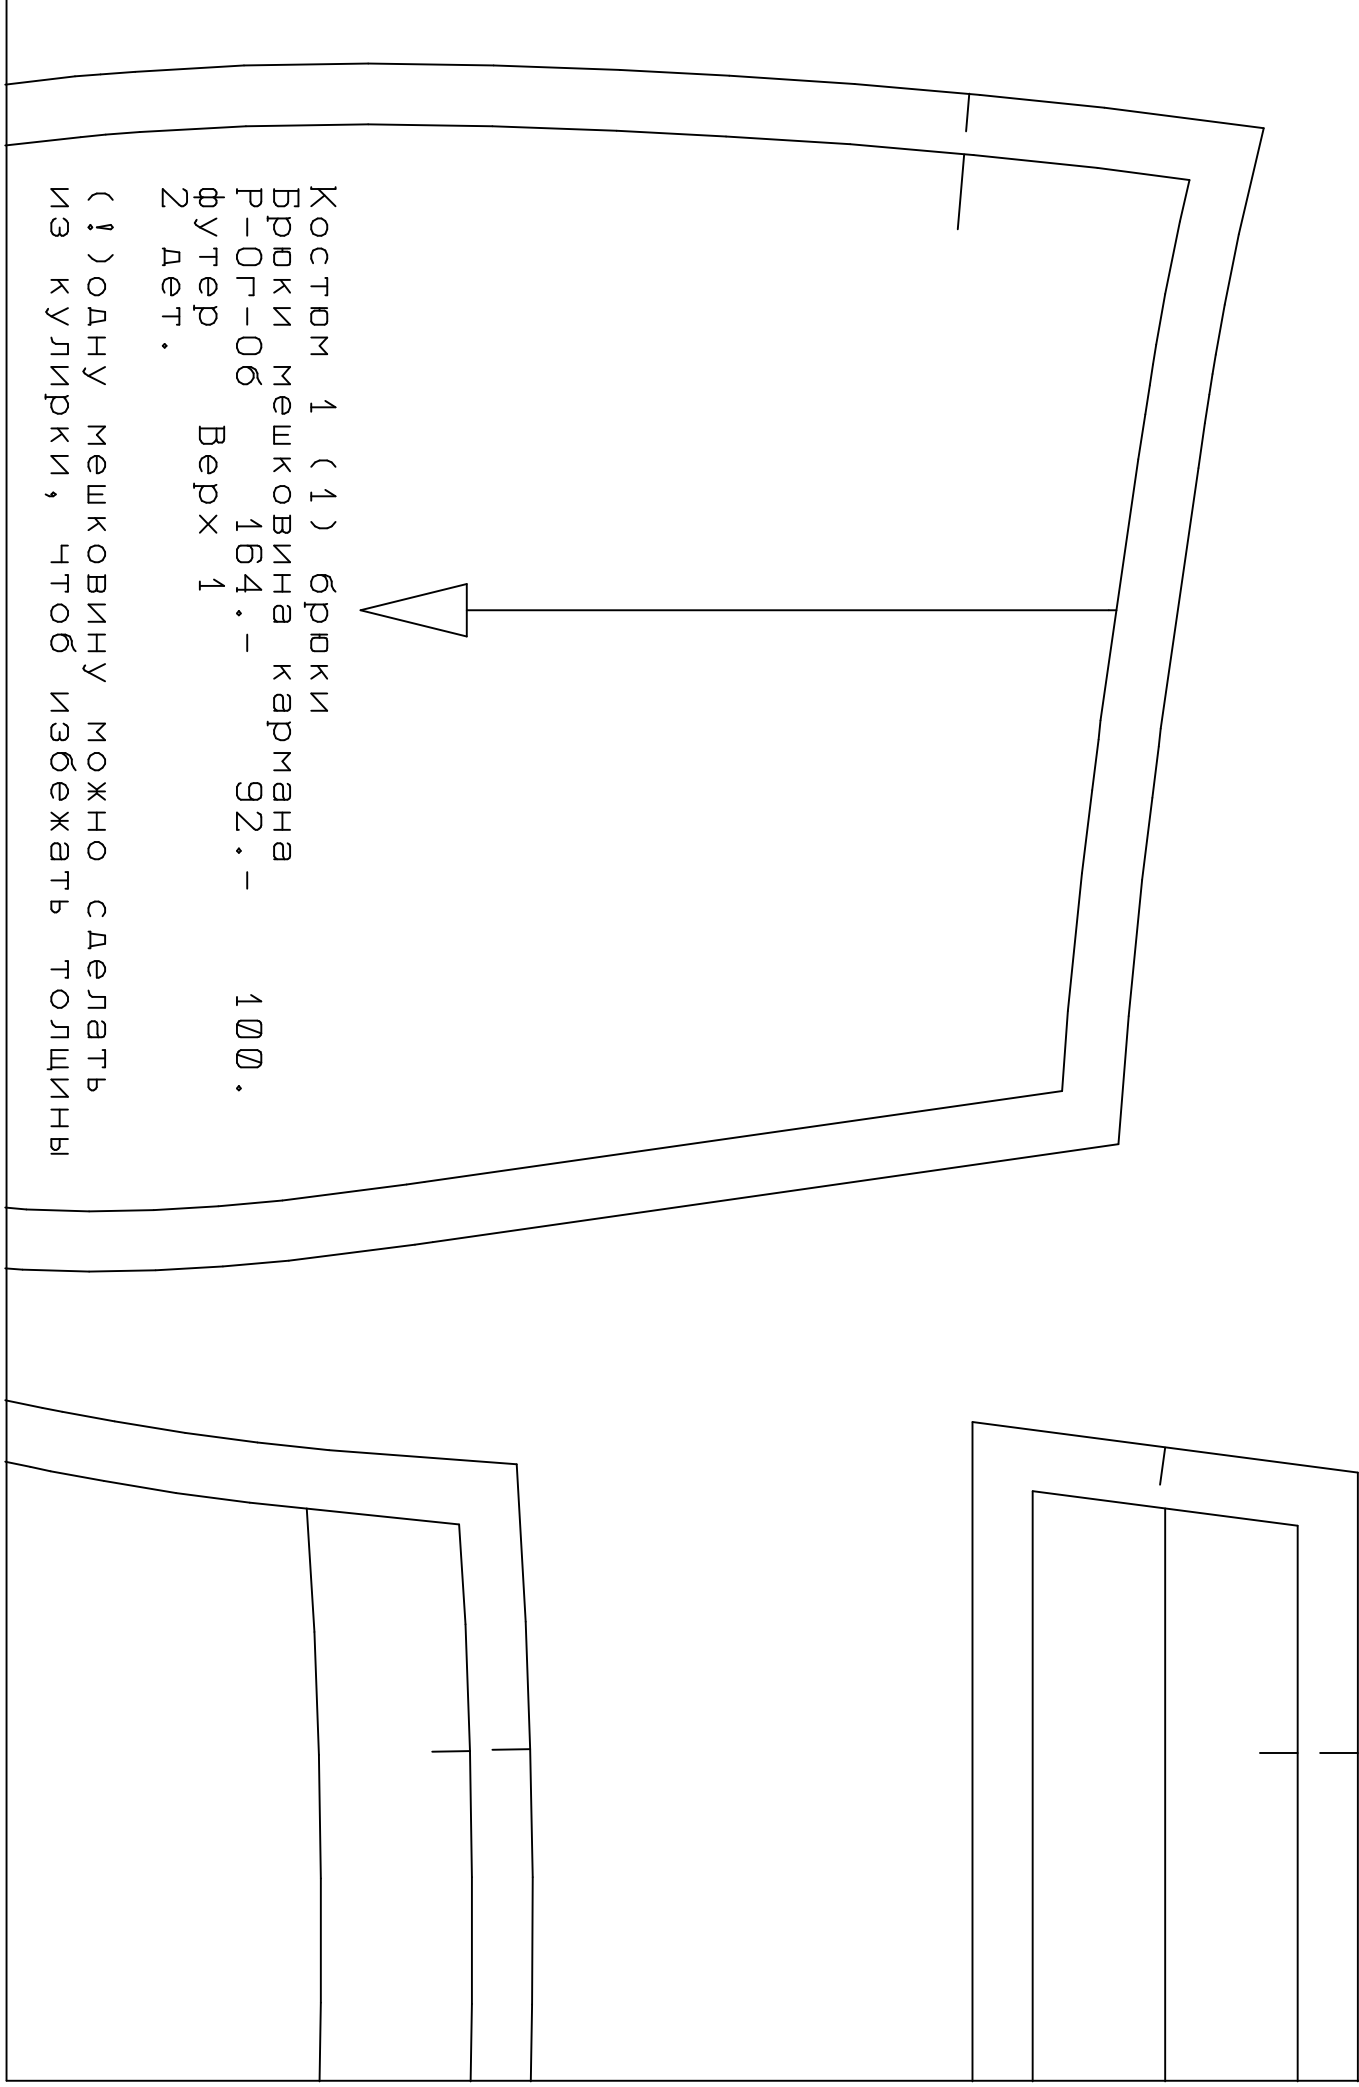 Костюм 1 (1) брюки
Брюки мешковина кармана
Р-ОГ-Об 164.- 92.- 100.
футер Верх 1
2 дет.
(!)одну мешковину можно сделать
из кулирки, чтоб избежать толщины